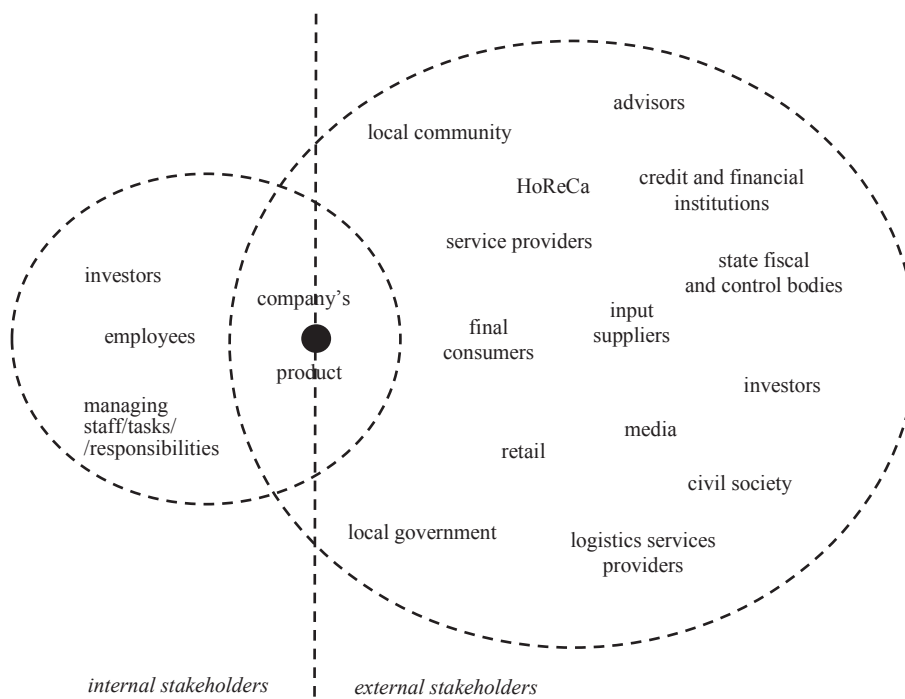 advisors
local community
HoReCa
credit and financial
institutions
service providers
state fiscal
and control bodies
investors
company's
employees
final
consumers
input
suppliers
product
investors
managing
staff/tasks/
/responsibilities
media
retail
civil society
local government
logistics services
providers
internal stakeholders
external stakeholders